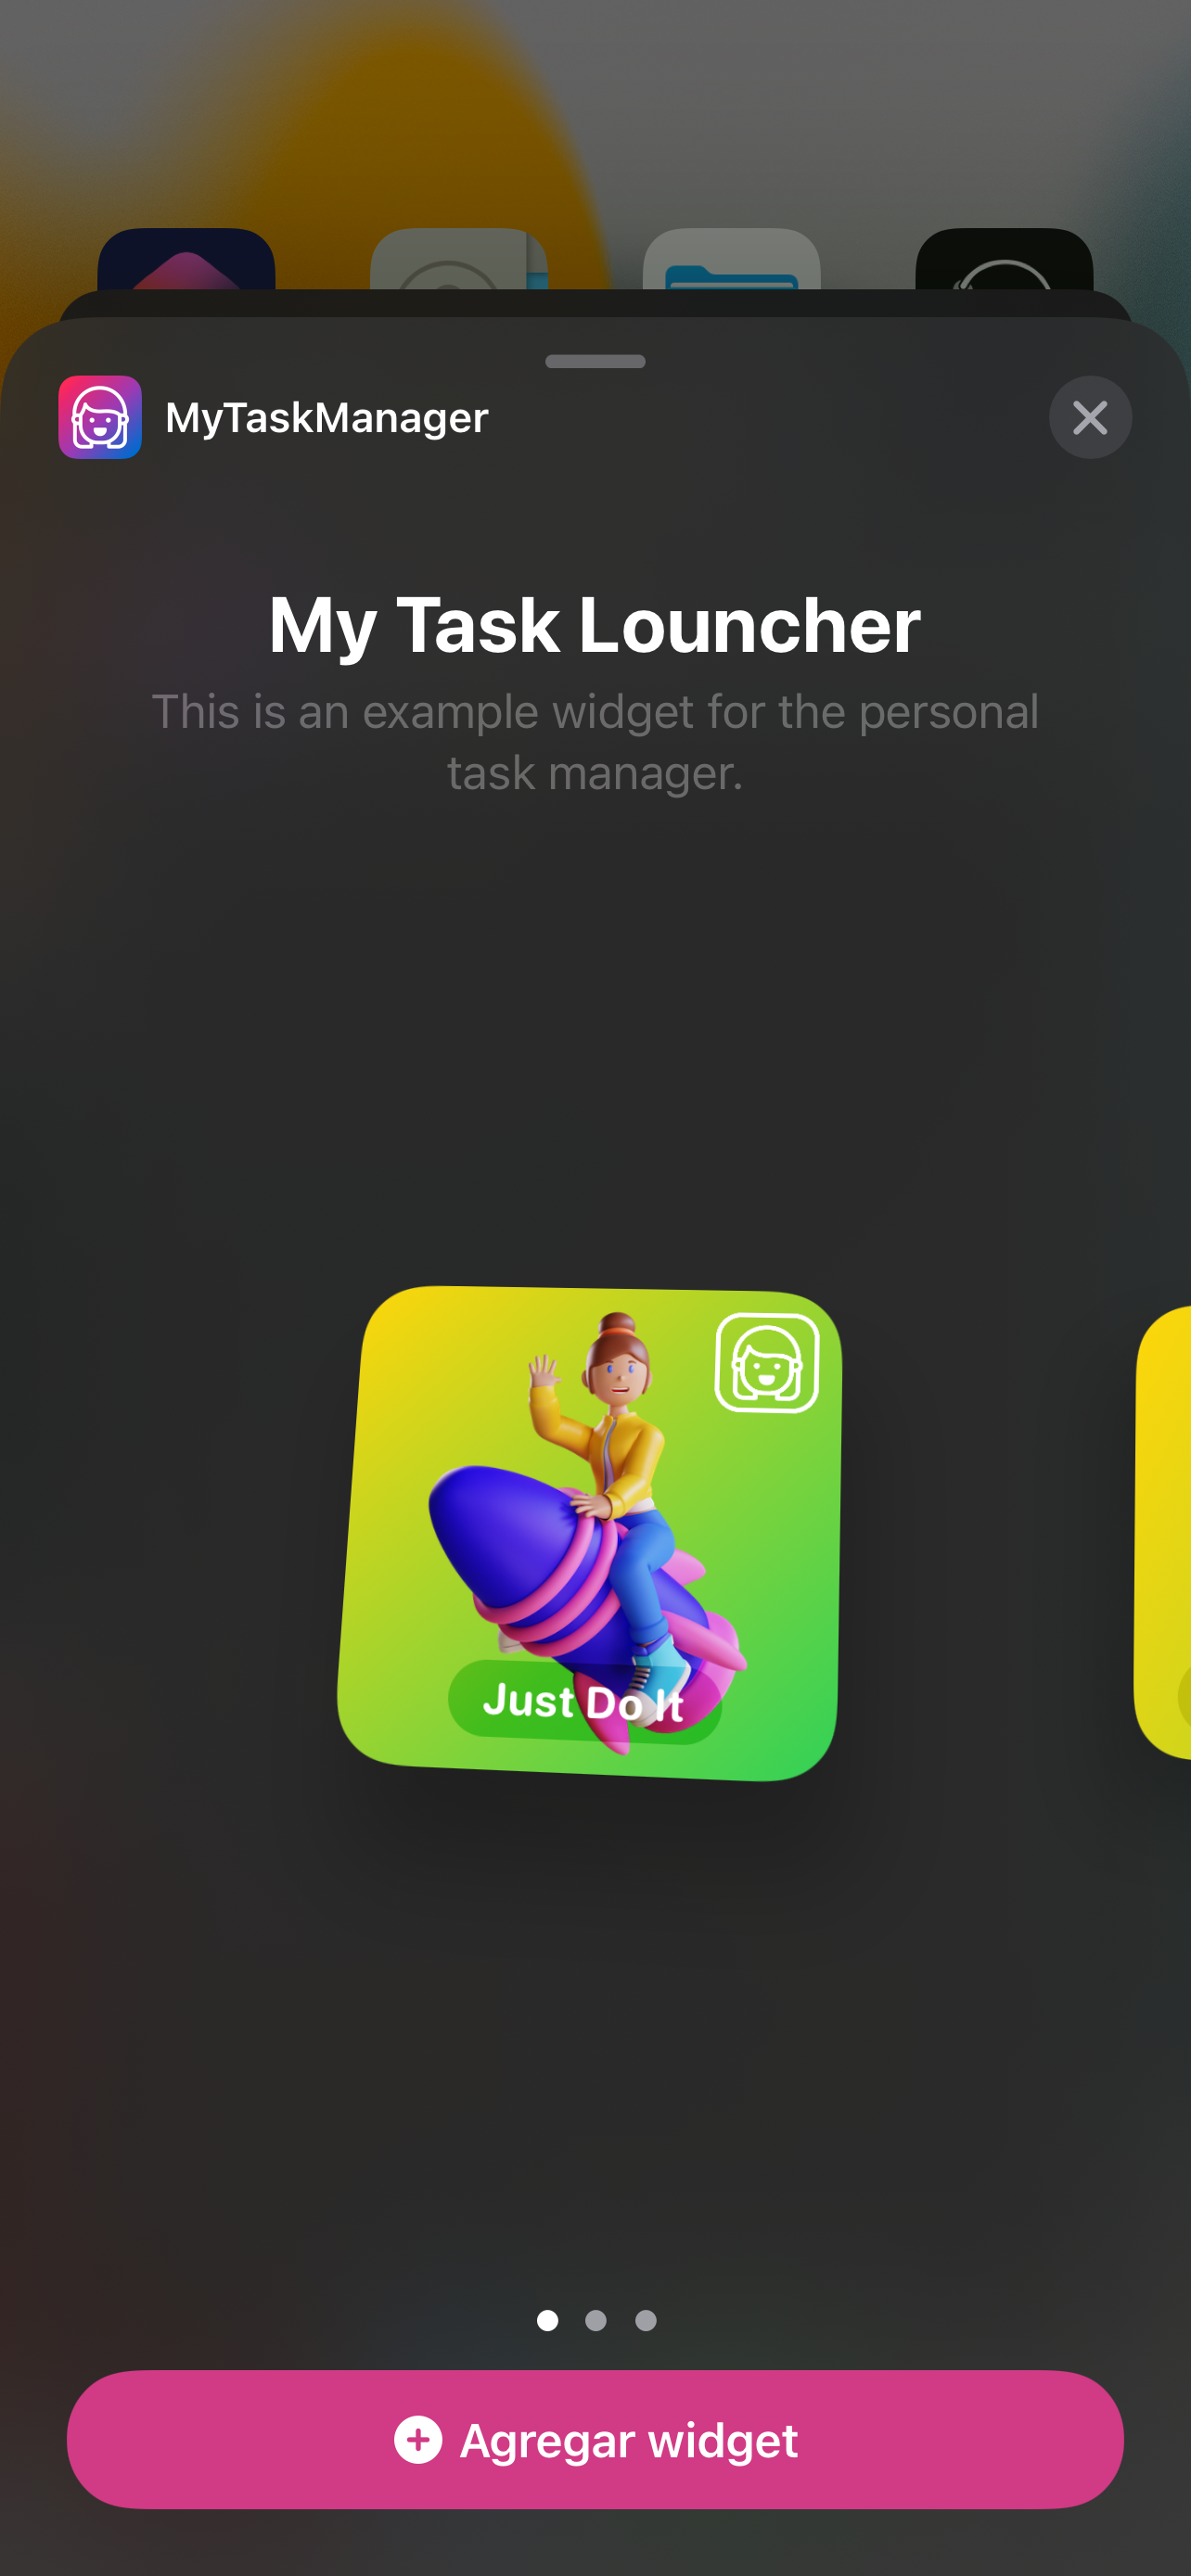 MyTaskManager
My Task Louncher
This is an example widget for the personal
task manager.
Just Do It
Agregar widget